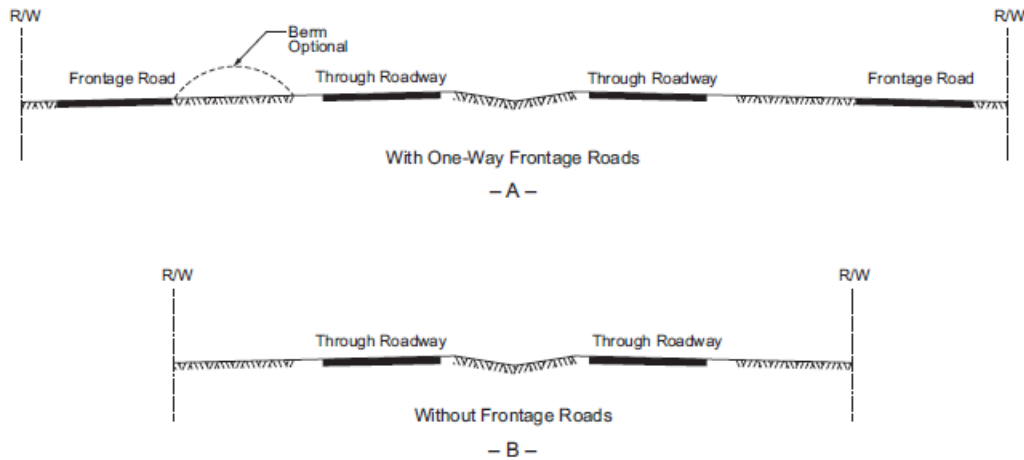 R/W
R/W
Berm
Optional
Frontage Road
Through Roadway
Through Roadway
Frontage Road
With One-Way Frontage Roads
– A –
R/W
R/W
Through Roadway
Through Roadway
Without Frontage Roads
– B –